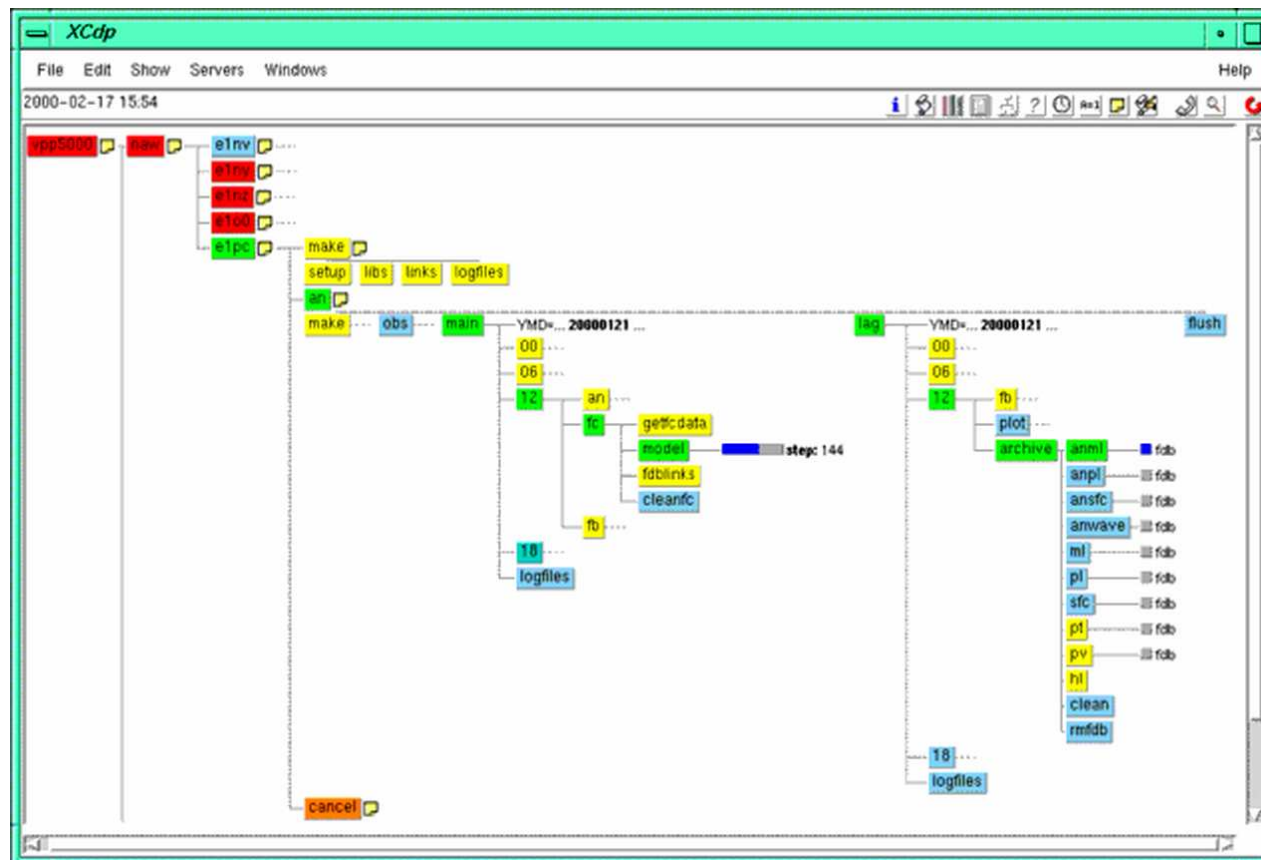 XCdp
File Edit Show Servers Windows Help
2000-02-17 15:54
i ? A=1
vpp5000 naw e1nv
e1ny
e1nz
e1o0
e1pc make
setup libs links logfiles
an
make obs main YMD=... 20000121 ... lag YMD=... 20000121 ... flush
00 00
06 06
12 an 12 fb
fc getfcdata plot
model step: 144 archive anml fdb
fdblinks anpl fdb
cleanfc ansfc fdb
fb anwave fdb
18 ml fdb
logfiles pl fdb
sfc fdb
pt fdb
pv fdb
hl
clean
rmfdb
18
logfiles
cancel